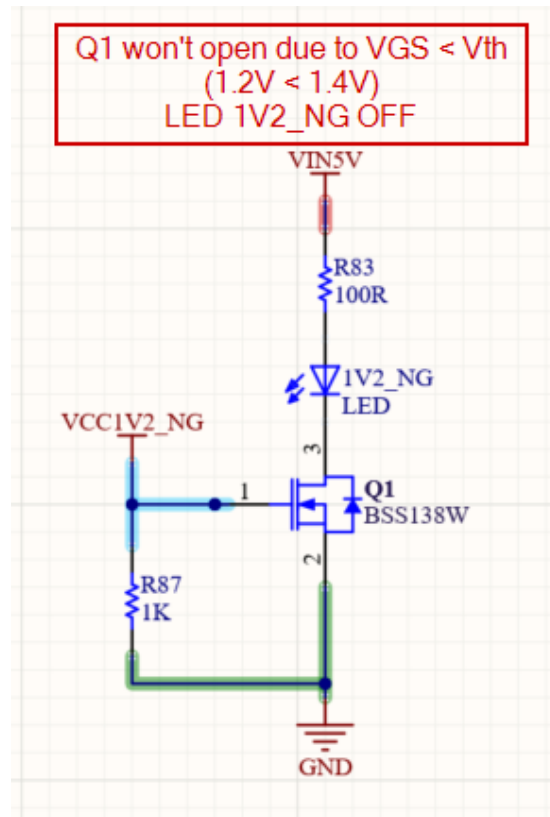 Q1 won't open due to VGS < Vth
(1.2V < 1.4V)
LED 1V2_NG OFF
VIN5V
R83
100R
1V2_NG
LED
VCC1V2_NG
3
1
Q1
BSS138W
2
R87
1K
GND